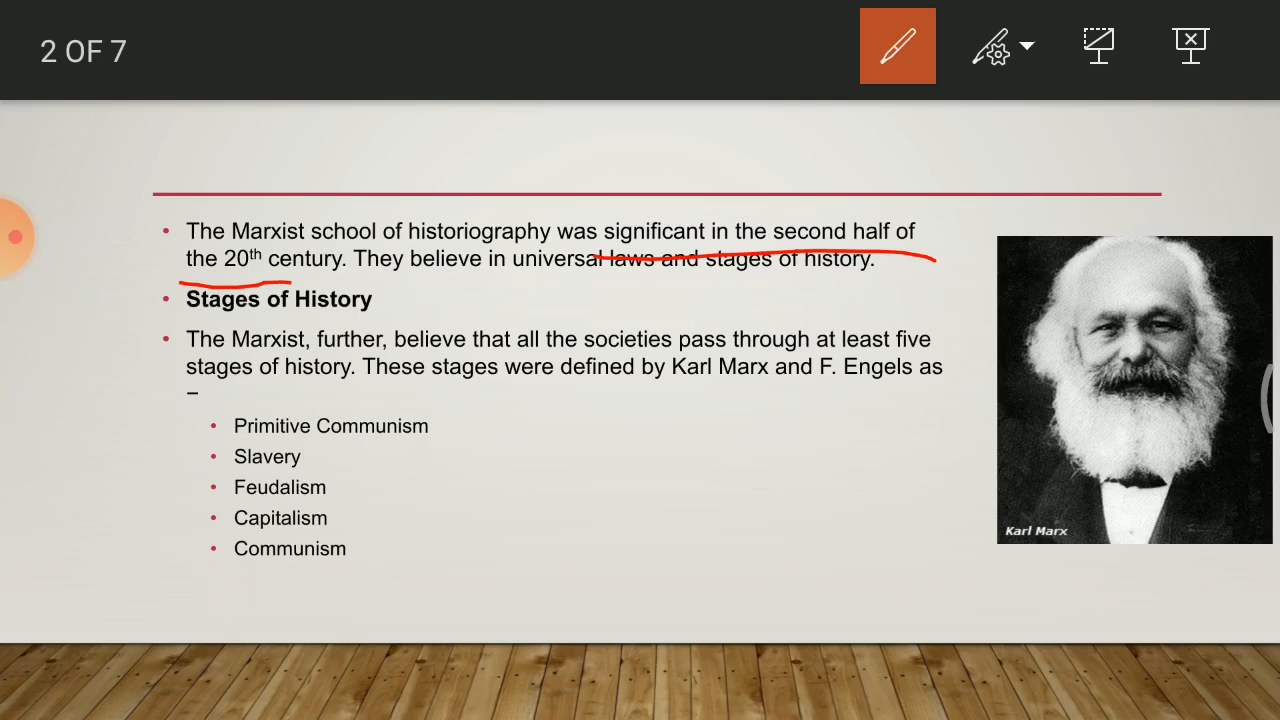 2 OF 7
• The Marxist school of historiography was significant in the second half of
the 20th century. They believe in universal laws and stages of history.
• Stages of History
• The Marxist, further, believe that all the societies pass through at least five
stages of history. These stages were defined by Karl Marx and F. Engels as
–
• Primitive Communism
• Slavery
• Feudalism
• Capitalism
• Communism
Karl Marx